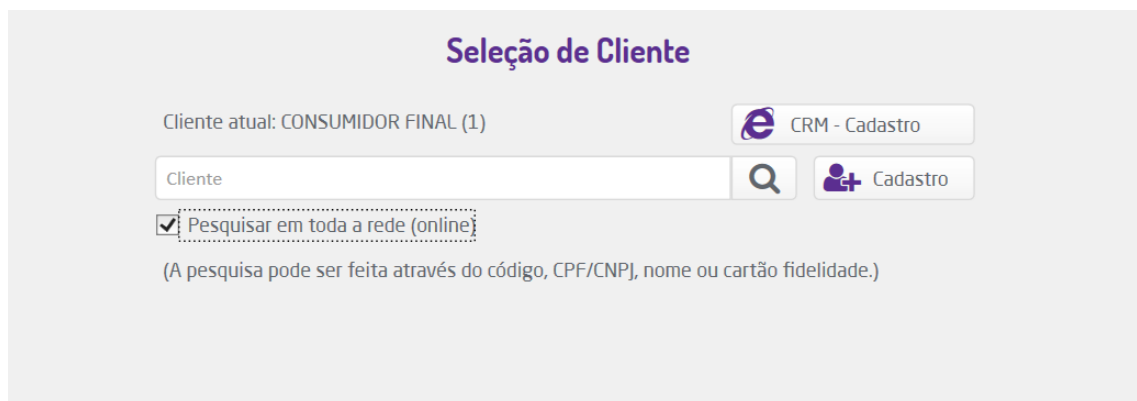 Seleção de Cliente
Cliente atual: CONSUMIDOR FINAL (1)
CRM - Cadastro
Cliente
Cadastro
Pesquisar em toda a rede (online)
(A pesquisa pode ser feita através do código, CPF/CNPJ, nome ou cartão fidelidade.)